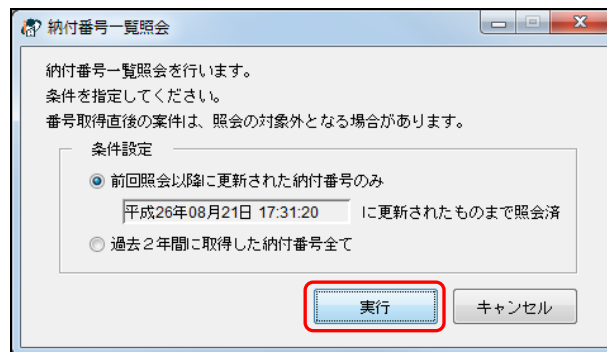 納付番号一覧照会
納付番号一覧照会を行います。
条件を指定してください。
番号取得直後の案件は、照会の対象外となる場合があります。
条件設定
前回照会以降に更新された納付番号のみ
平成26年08月21日 17:31:20 に更新されたものまで照会済
過去２年間に取得した納付番号全て
実行 キャンセル